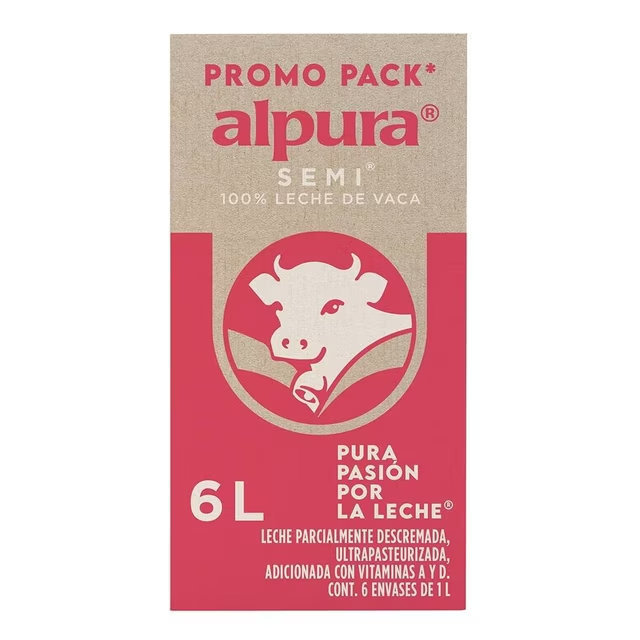 PROMO PACK*
alpura®
SEMI®
100% LECHE DE VACA
PURA
PASIÓN
POR
LA LECHE®
6 L
LECHE PARCIALMENTE DESCREMADA,
ULTRAPASTEURIZADA,
ADICIONADA CON VITAMINAS A Y D.
CONT. 6 ENVASES DE 1 L